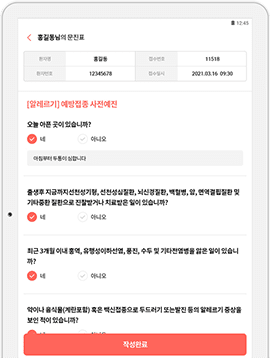 12:45
홍길동님의 문진표
환자명 홍길동 접수번호 11518
환자번호 12345678 접수일시 2021.03.16 09:30
[알레르기] 예방접종 사전예진
오늘 아픈 곳이 있습니까?
네 아니오
아침부터 두통이 심합니다
출생후 지금까지선천성기형, 선천성심질환, 뇌신경질환, 백혈병, 암, 면역결핍질환 및
기타중한 질환으로 진찰받거나 치료받은 일이 있습니까?
네 아니오
최근 3개월 이내 홍역, 유행성이하선염, 풍진, 수두 및 기타전염병을 앓은 일이 있습니
까?
네 아니오
약이나 음식물(계란포함) 혹은 백신접종으로 두드러기 또는발진 등의 알레르기 증상을
보인 적이 있습니까?
작성완료